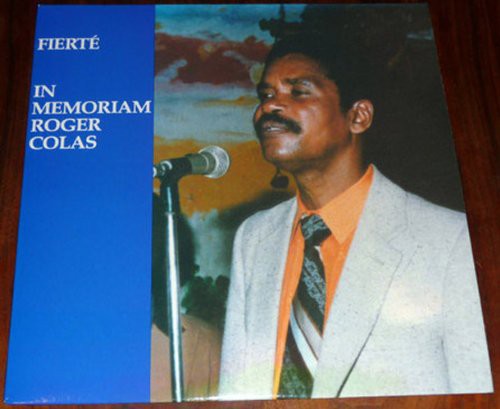 FIERTÉ
IN
MEMORIAM
ROGER
COLAS